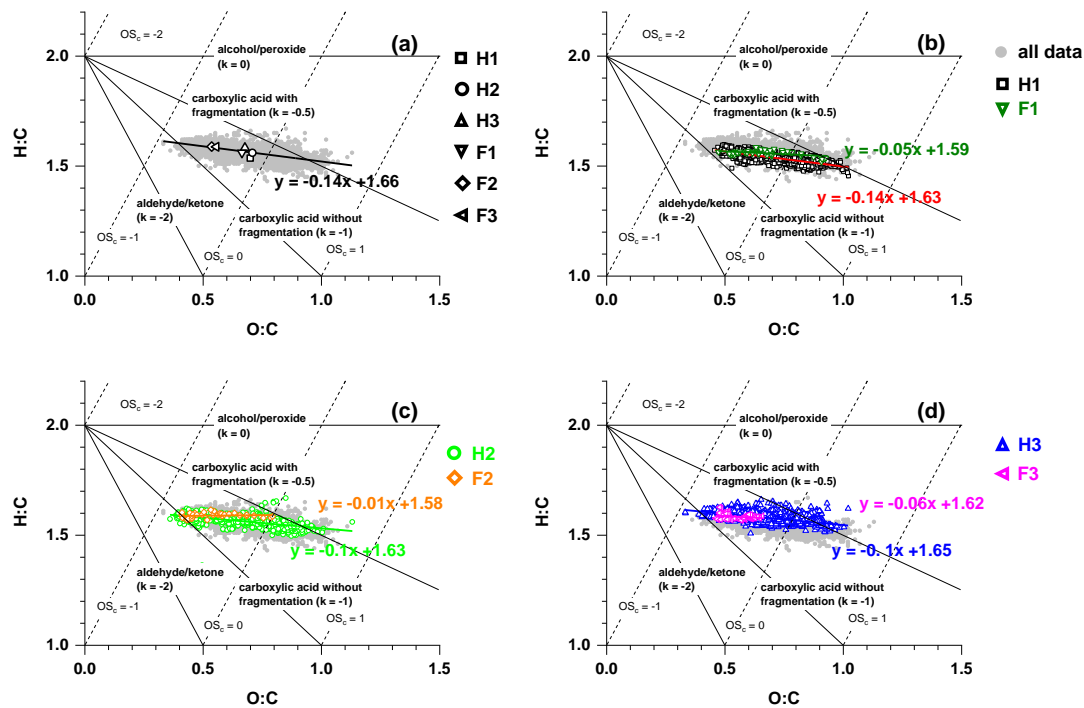 (a)
OSc = -2
alcohol/peroxide
(k = 0)
carboxylic acid with
fragmentation (k = -0.5)
y = -0.14x +1.66
aldehyde/ketone
(k = -2)
carboxylic acid without
fragmentation (k = -1)
OSc = -1
OSc = 0
OSc = 1
2.0
1.5
1.0
H:C
0.0 0.5 1.0 1.5
O:C
H1
H2
H3
F1
F2
F3
(b)
OSc = -2
alcohol/peroxide
(k = 0)
carboxylic acid with
fragmentation (k = -0.5)
y = -0.05x +1.59
y = -0.14x +1.63
aldehyde/ketone
(k = -2)
carboxylic acid without
fragmentation (k = -1)
OSc = -1
OSc = 0
OSc = 1
2.0
1.5
1.0
H:C
0.0 0.5 1.0 1.5
O:C
all data
H1
F1
(c)
OSc = -2
alcohol/peroxide
(k = 0)
carboxylic acid with
fragmentation (k = -0.5)
y = -0.01x +1.58
y = -0.1x +1.63
aldehyde/ketone
(k = -2)
carboxylic acid without
fragmentation (k = -1)
OSc = -1
OSc = 0
OSc = 1
2.0
1.5
1.0
H:C
0.0 0.5 1.0 1.5
O:C
H2
F2
(d)
OSc = -2
alcohol/peroxide
(k = 0)
carboxylic acid with
fragmentation (k = -0.5)
y = -0.06x +1.62
y = -0.1x +1.65
aldehyde/ketone
(k = -2)
carboxylic acid without
fragmentation (k = -1)
OSc = -1
OSc = 0
OSc = 1
2.0
1.5
1.0
H:C
0.0 0.5 1.0 1.5
O:C
H3
F3